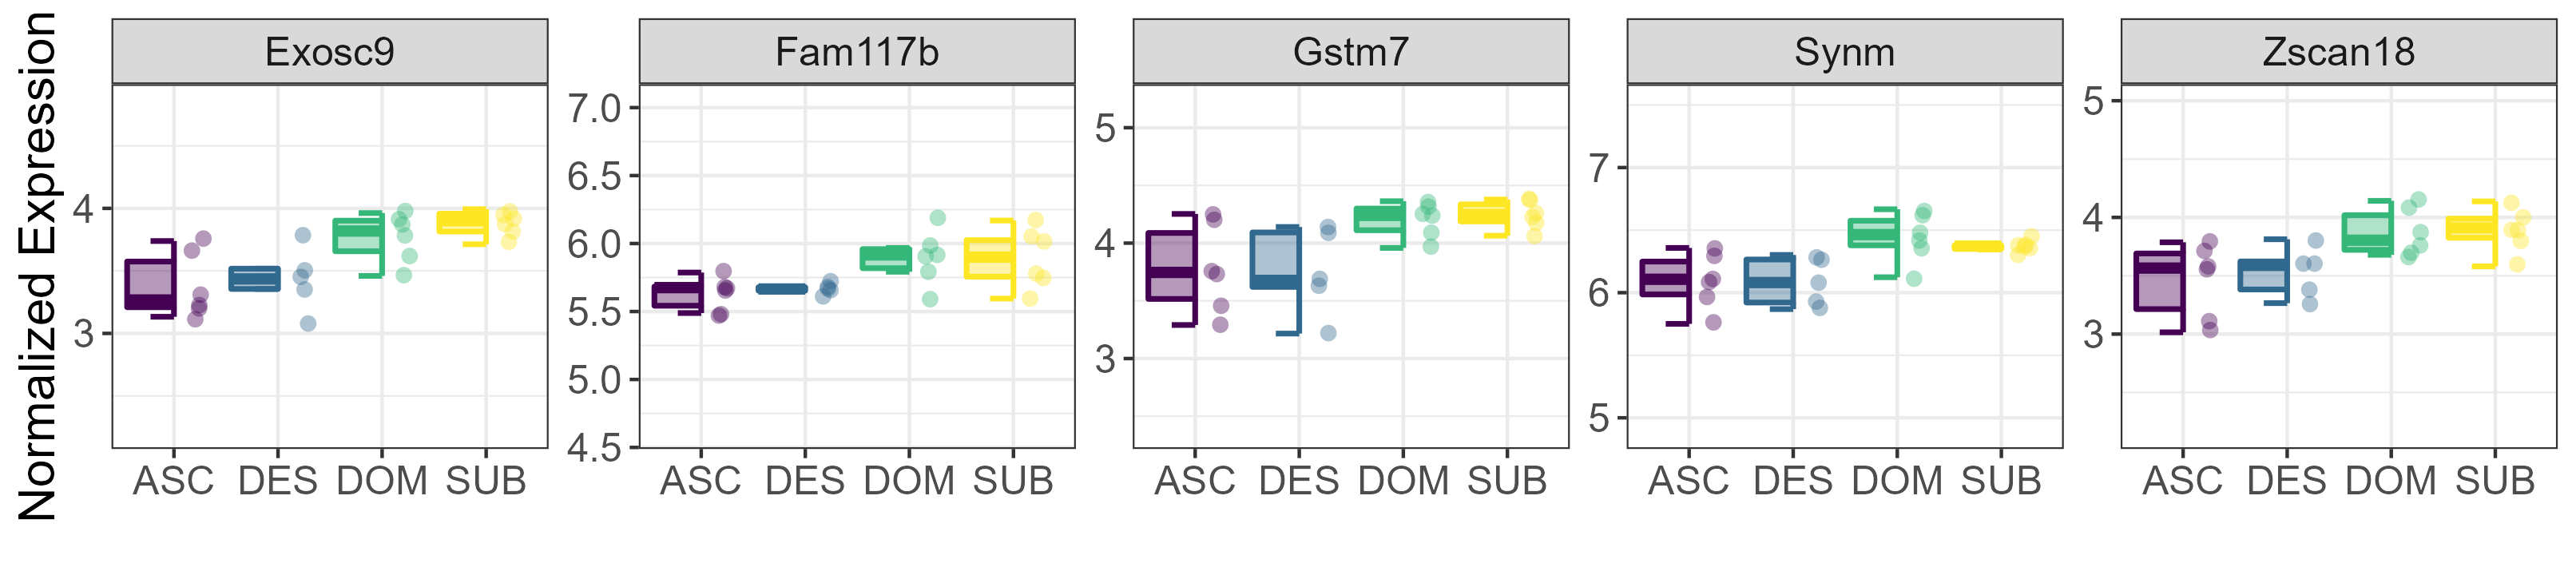 Normalized Expression
Exosc9
4
3
ASC DES DOM SUB
Fam117b
7.0
6.5
6.0
5.5
5.0
4.5
ASC DES DOM SUB
Gstm7
5
4
3
ASC DES DOM SUB
Synm
7
6
5
ASC DES DOM SUB
Zscan18
5
4
3
ASC DES DOM SUB